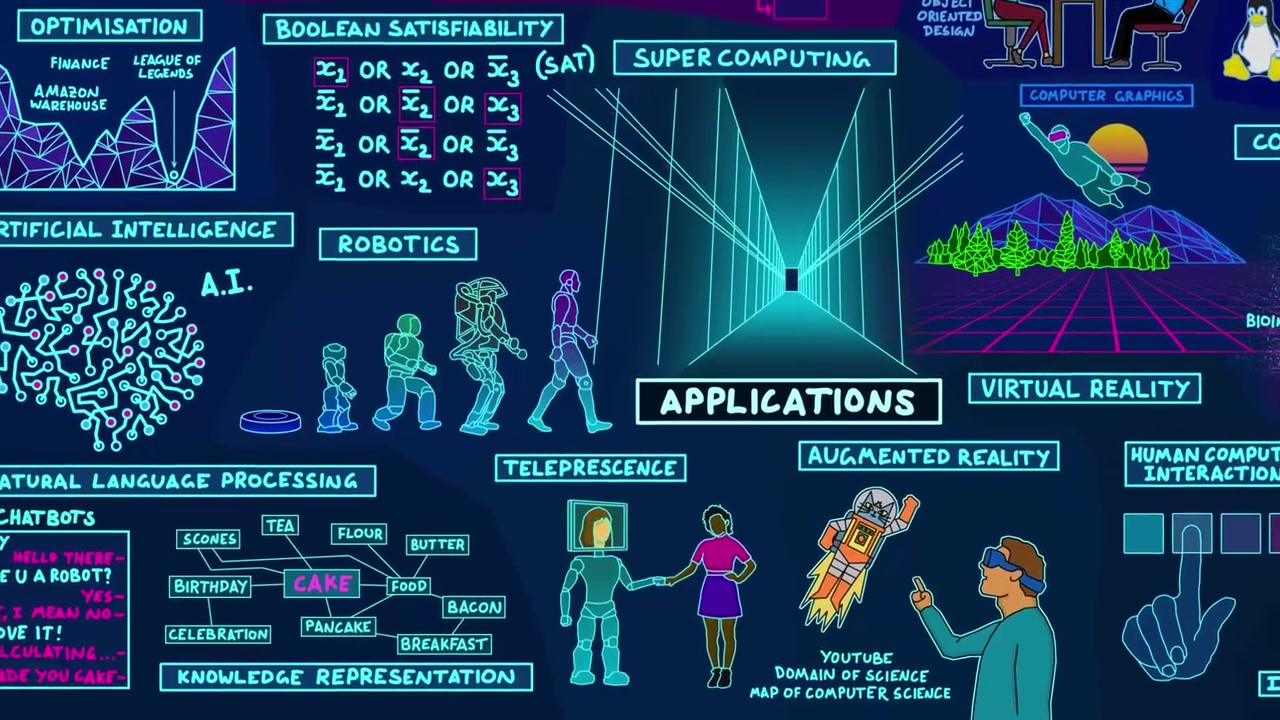 OPTIMISATION
FINANCE
LEAGUE OF
LEGENDS
AMAZON
WAREHOUSE
BOOLEAN SATISFIABILITY
(SAT)
x₁ OR x₂ OR x̅₃
x̅₁ OR x̅₂ OR x₃
x̅₁ OR x̅₂ OR x̅₃
x̅₁ OR x₂ OR x₃
SUPER COMPUTING
OBJECT
ORIENTED
DESIGN
COMPUTER GRAPHICS
CO
RTIFICIAL INTELLIGENCE
A.I.
ROBOTICS
APPLICATIONS
VIRTUAL REALITY
ATURAL LANGUAGE PROCESSING
CHATBOTS
Y
HELLO THERE-
E U A ROBOT?
YES-
, I MEAN NO-
OVE IT!
LCULATING...-
ADE YOU CAKE-
TEA
SCONES
FLOUR
BUTTER
BIRTHDAY
CAKE
FOOD
BACON
PANCAKE
CELEBRATION
BREAKFAST
KNOWLEDGE REPRESENTATION
TELEPRESCENCE
AUGMENTED REALITY
YOUTUBE
DOMAIN OF SCIENCE
MAP OF COMPUTER SCIENCE
HUMAN COMPUT
INTERACTION